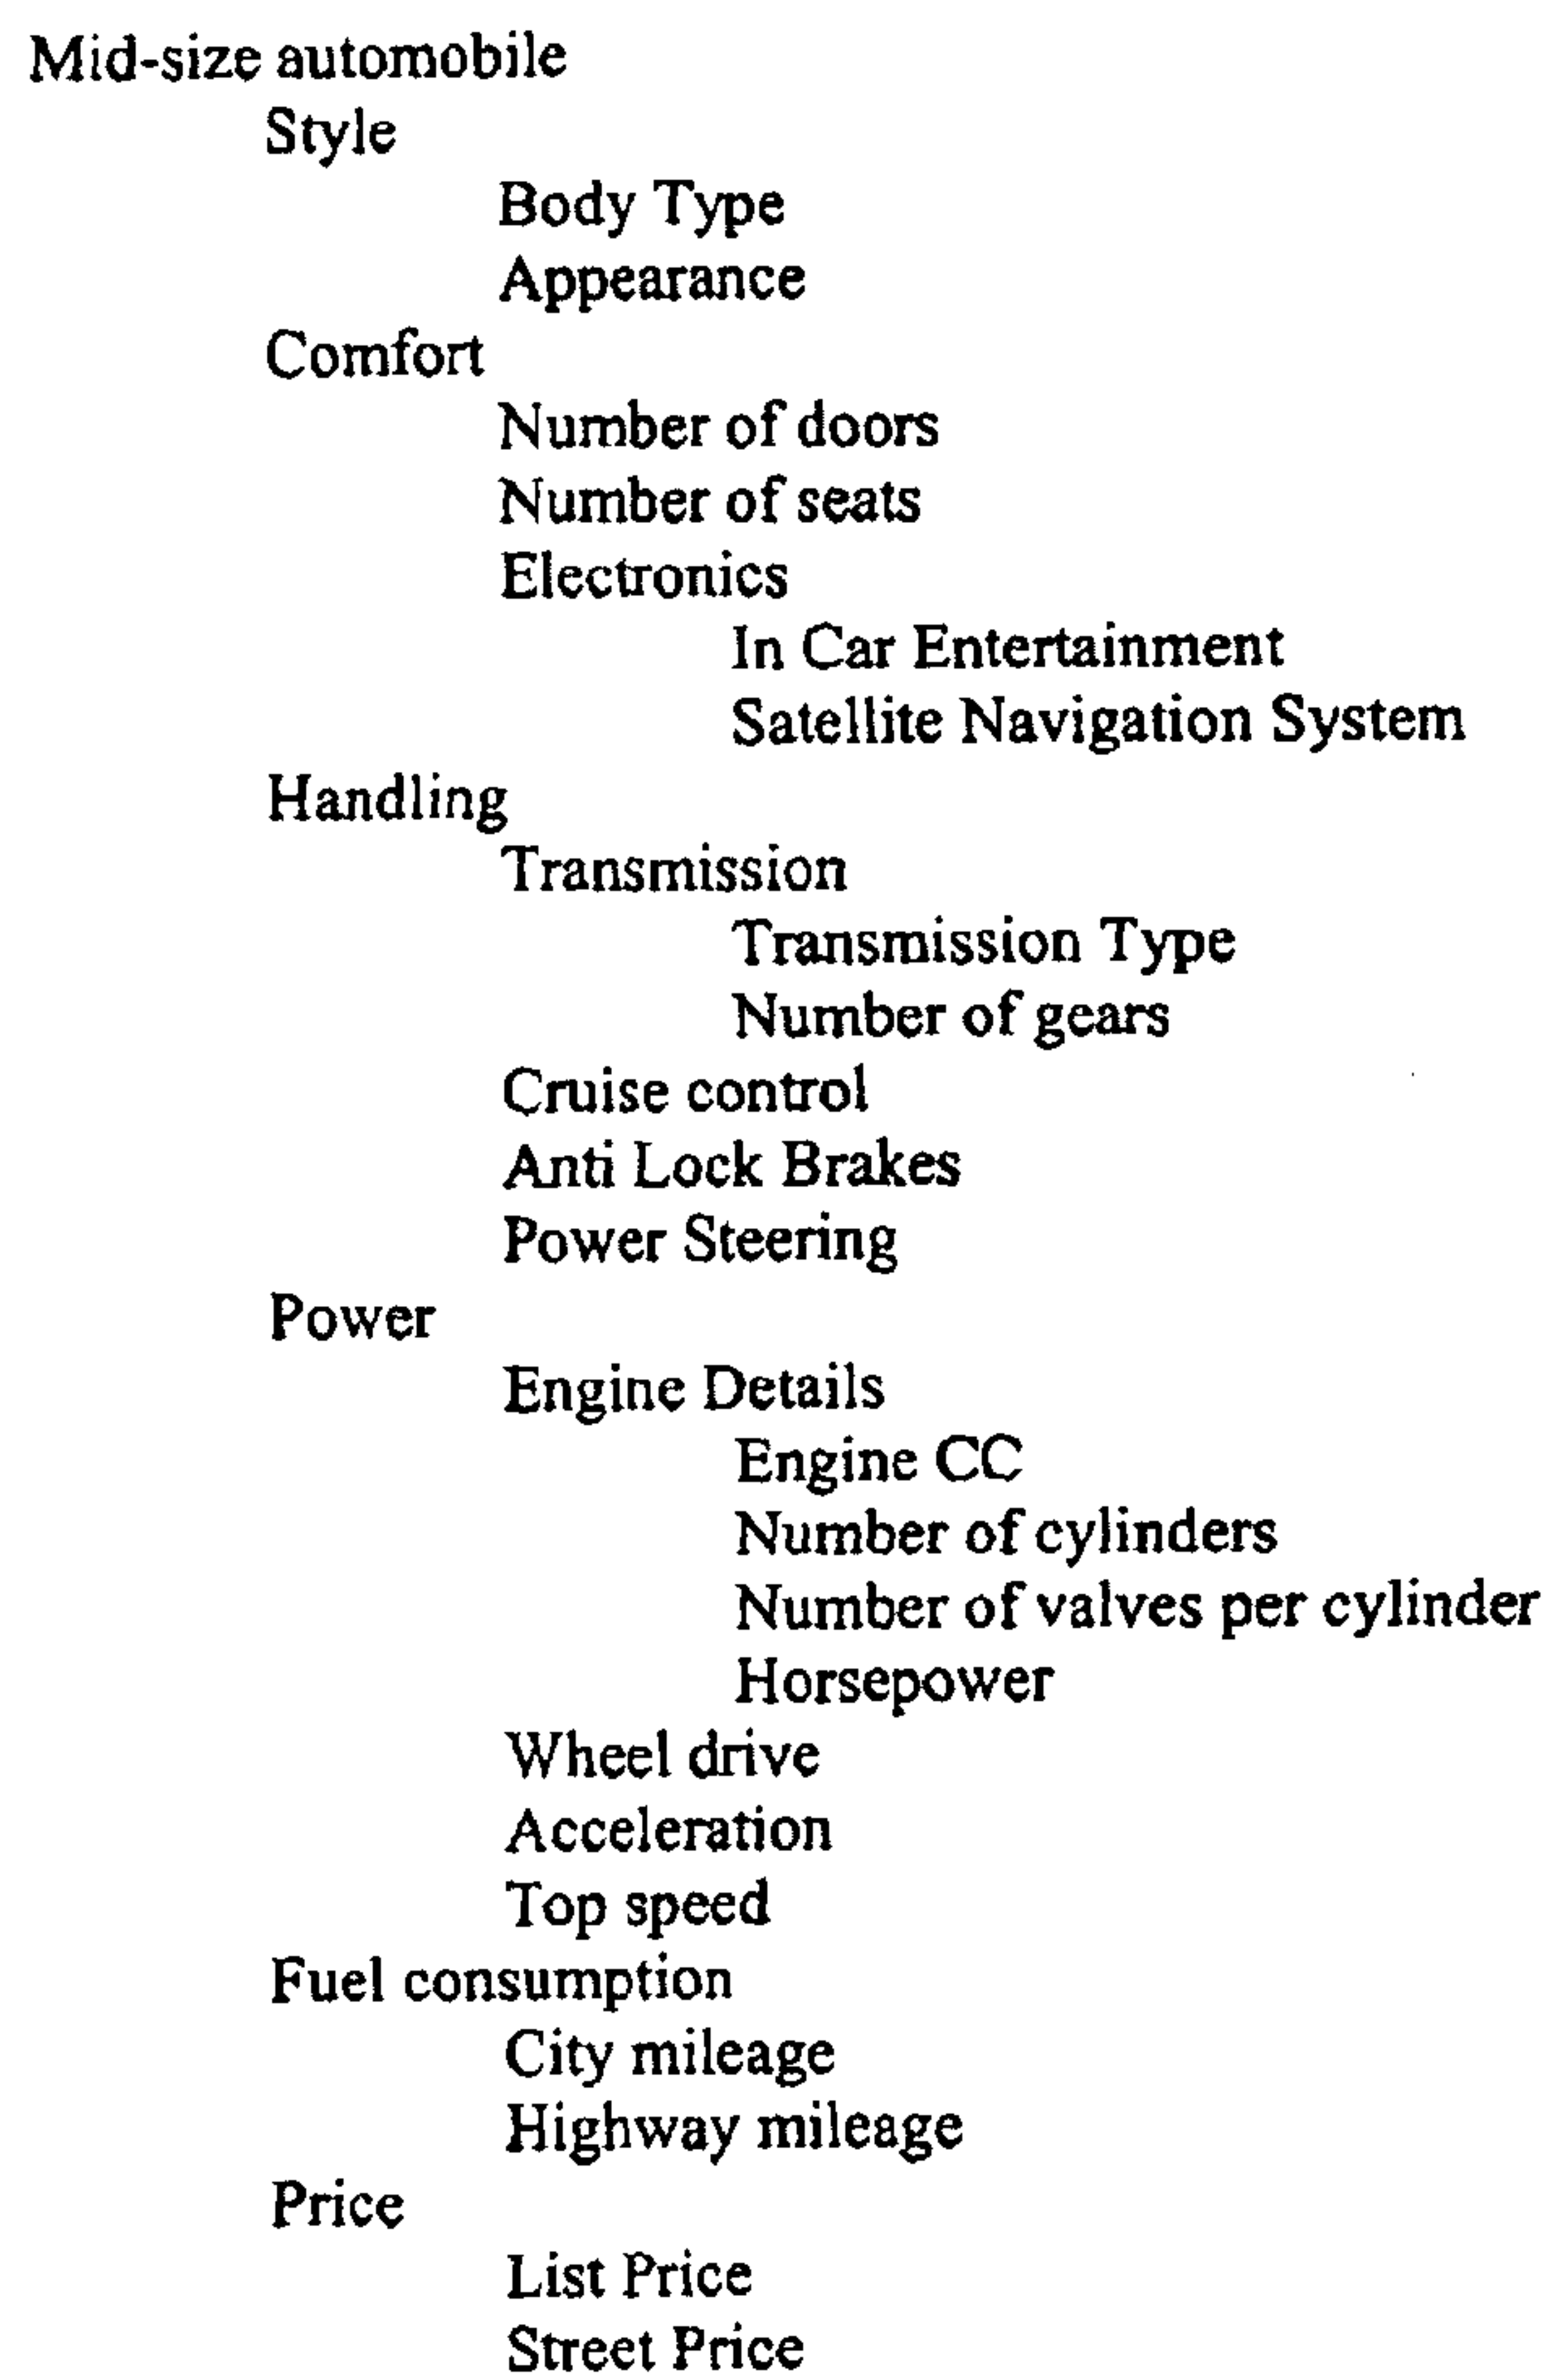 Mid-size automobile
Style
Body Type
Appearance
Comfort
Number of doors
Number of seats
Electronics
In Car Entertainment
Satellite Navigation System
Handling
Transmission
Transmission Type
Number of gears
Cruise control
Anti Lock Brakes
Power Steering
Power
Engine Details
Engine CC
Number of cylinders
Number of valves per cylinder
Horsepower
Wheel drive
Acceleration
Top speed
Fuel consumption
City mileage
Highway mileage
Price
List Price
Street Price